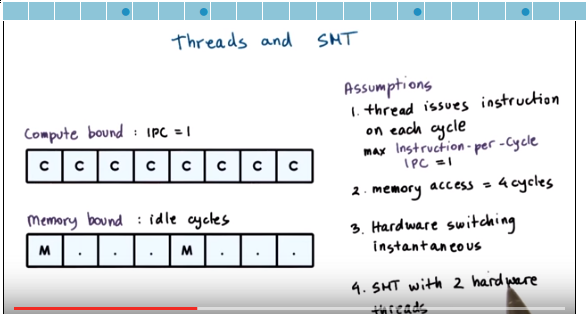 Threads and SMT
Compute bound : IPC = 1
C C C C C C C C
Memory bound : idle cycles
M . . . M . . .
Assumptions
1. thread issues instruction
on each cycle
max Instruction-per-Cycle
IPC = 1
2. memory access = 4 cycles
3. Hardware switching
instantaneous
4. SMT with 2 hardware
threads